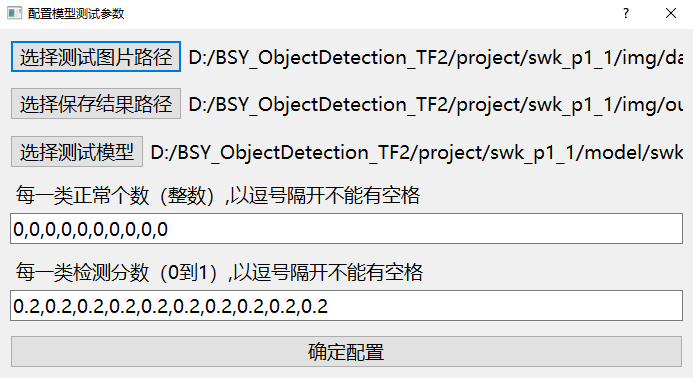 配置模型测试参数
选择测试图片路径 D:/BSY_ObjectDetection_TF2/project/swk_p1_1/img/da
选择保存结果路径 D:/BSY_ObjectDetection_TF2/project/swk_p1_1/img/ou
选择测试模型 D:/BSY_ObjectDetection_TF2/project/swk_p1_1/model/swk
每一类正常个数（整数）,以逗号隔开不能有空格
0,0,0,0,0,0,0,0,0,0
每一类检测分数（0到1）,以逗号隔开不能有空格
0.2,0.2,0.2,0.2,0.2,0.2,0.2,0.2,0.2,0.2
确定配置